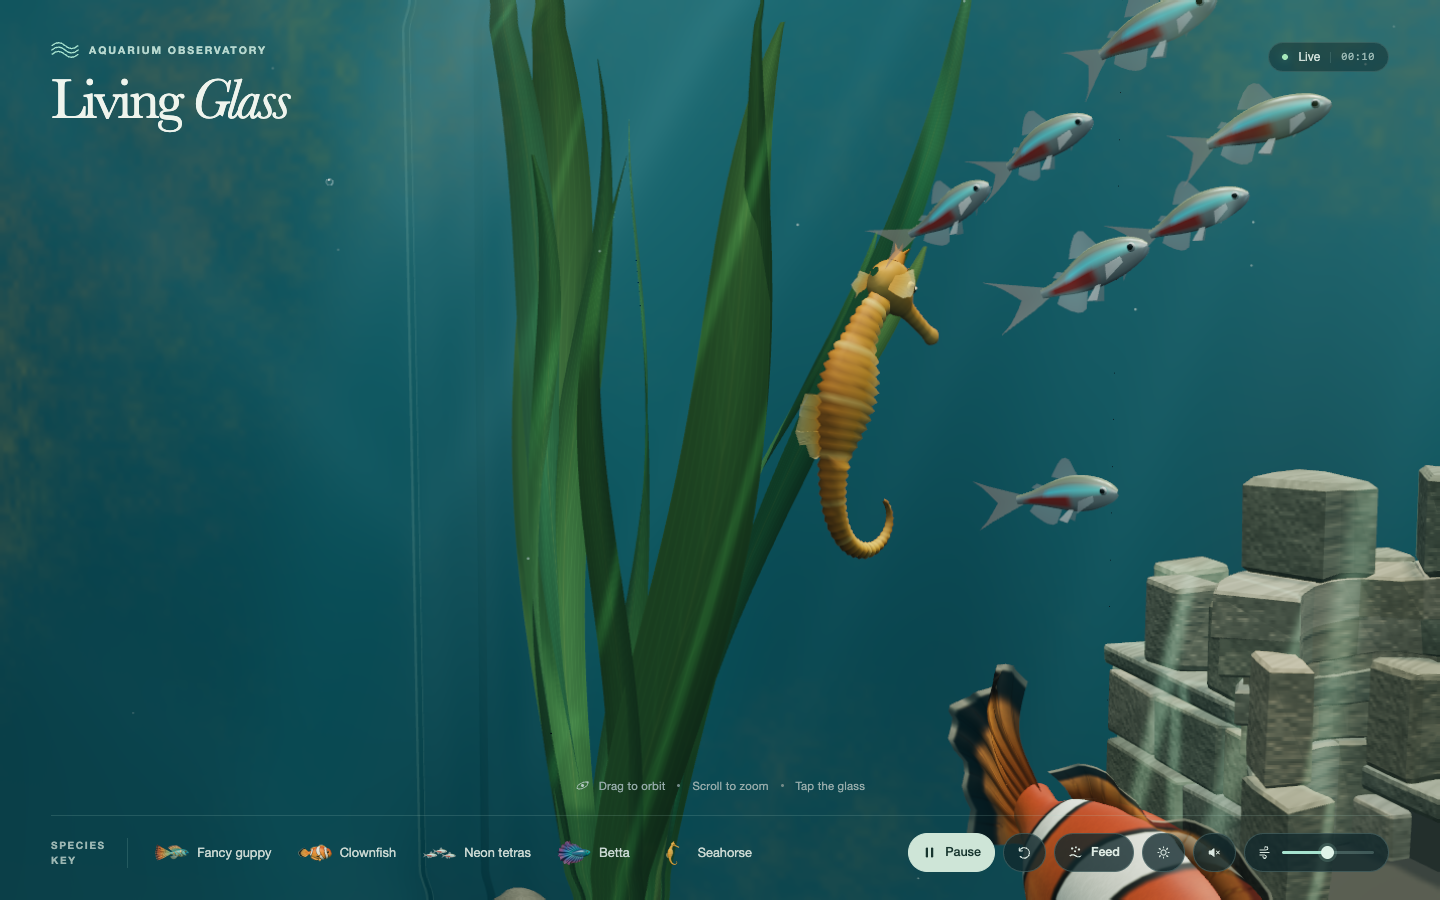 AQUARIUM OBSERVATORY
Living Glass
Live 00:10
Drag to orbit • Scroll to zoom • Tap the glass
SPECIES
KEY
Fancy guppy
Clownfish
Neon tetras
Betta
Seahorse
Pause
Feed